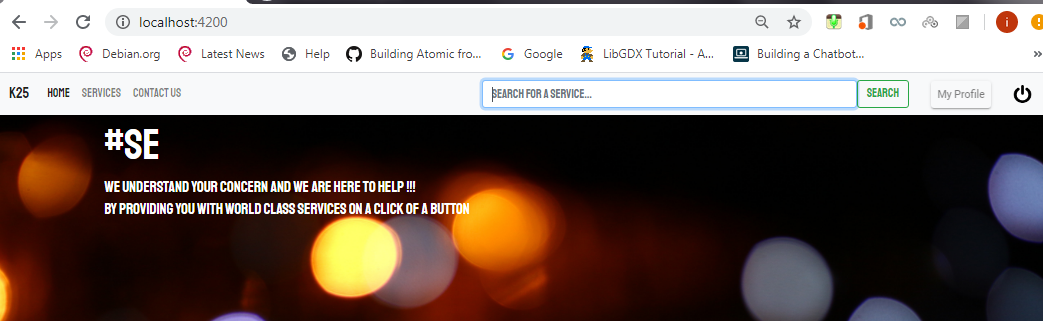 localhost:4200
i
Apps Debian.org Latest News Help Building Atomic fro... Google LibGDX Tutorial - A... Building a Chatbot... »
K25 HOME SERVICES CONTACT US SEARCH FOR A SERVICE... SEARCH My Profile
#SE
WE UNDERSTAND YOUR CONCERN AND WE ARE HERE TO HELP !!!
BY PROVIDING YOU WITH WORLD CLASS SERVICES ON A CLICK OF A BUTTON